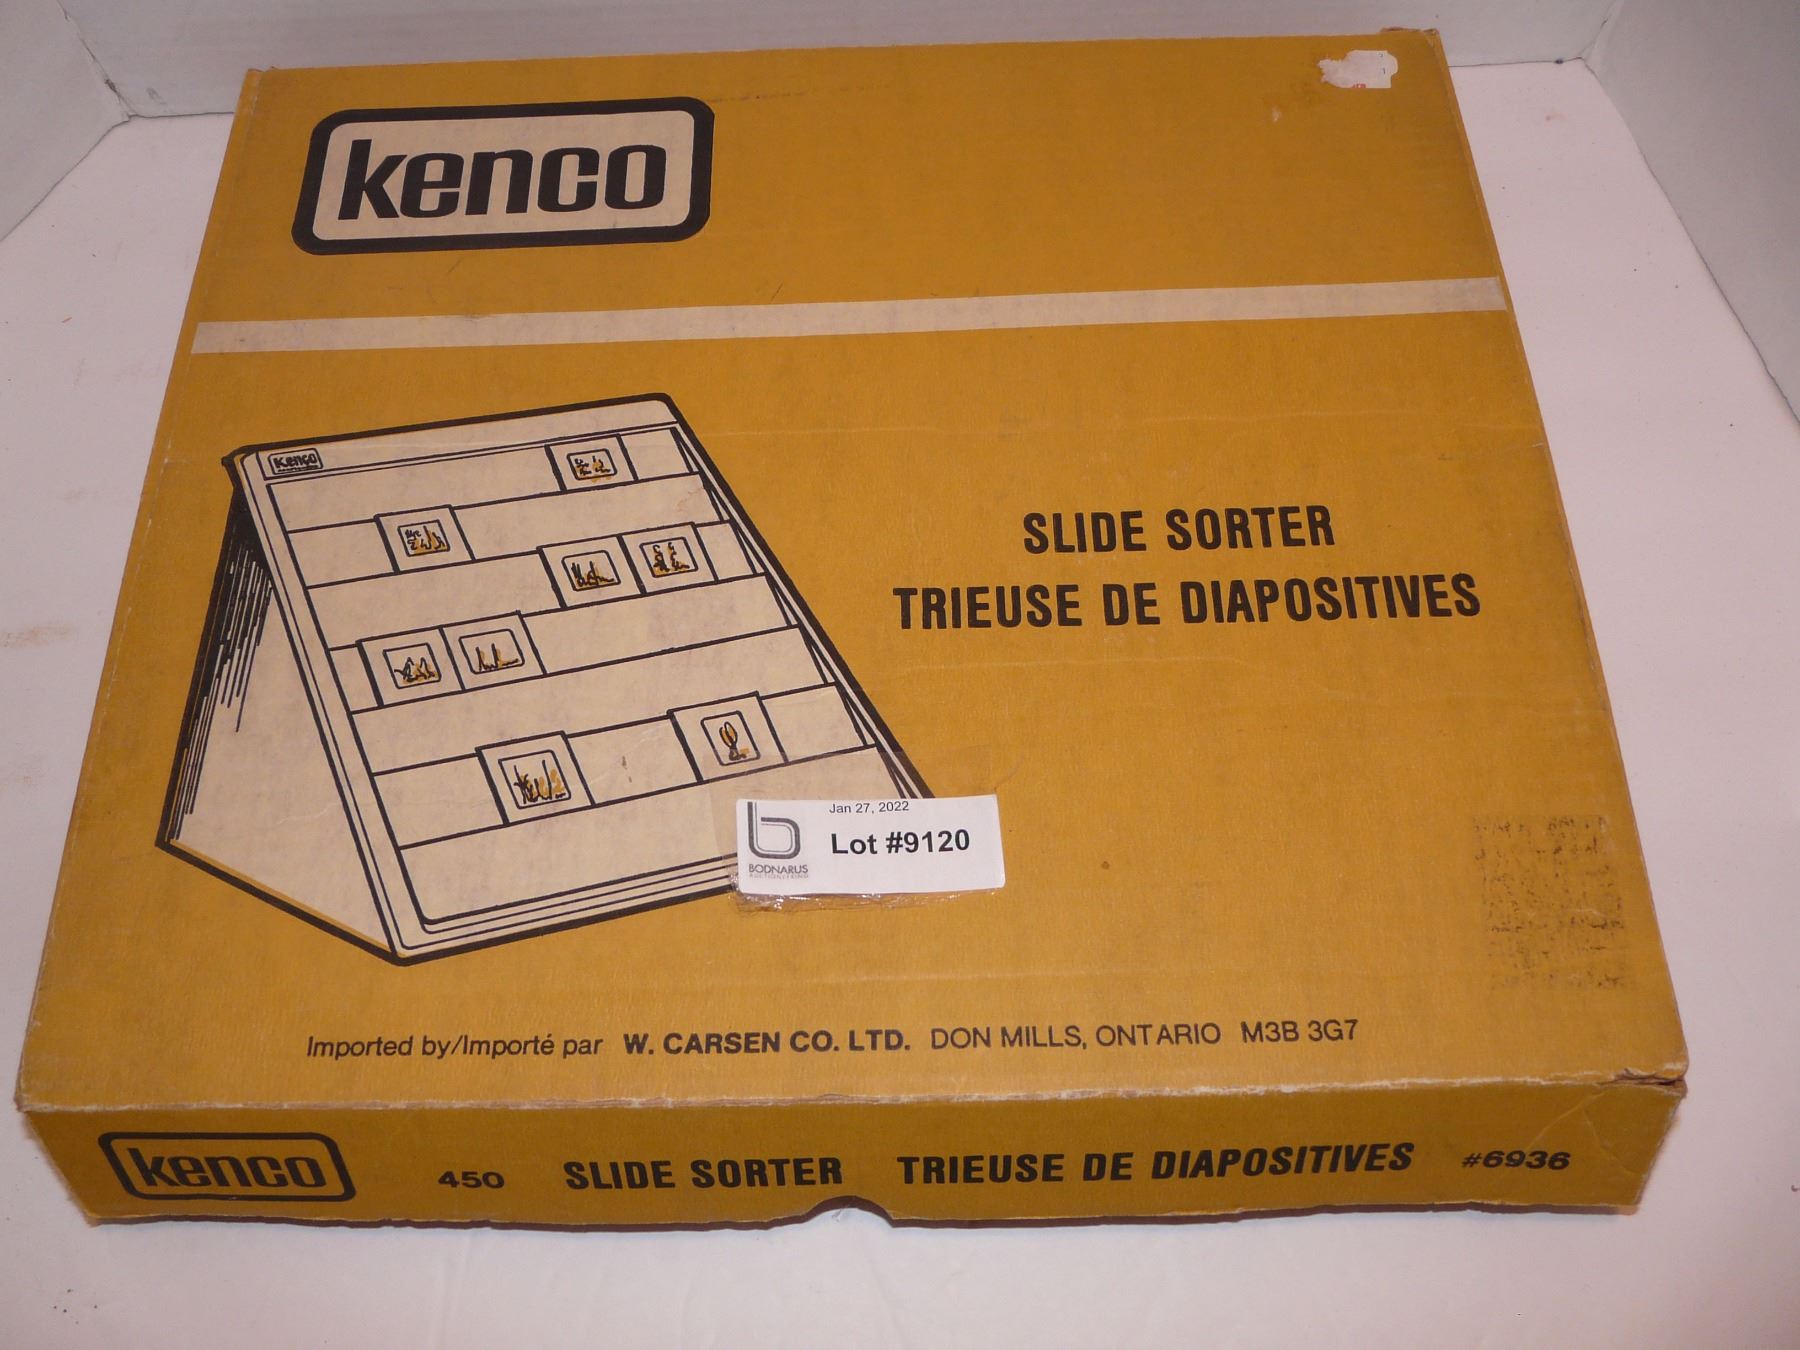 kenco
kenco
SLIDE SORTER
TRIEUSE DE DIAPOSITIVES
Jan 27, 2022
Lot #9120
BODNARUS
AUCTIONEERING
Imported by/Importé par W. CARSEN CO. LTD. DON MILLS, ONTARIO M3B 3G7
kenco 450 SLIDE SORTER TRIEUSE DE DIAPOSITIVES #6936